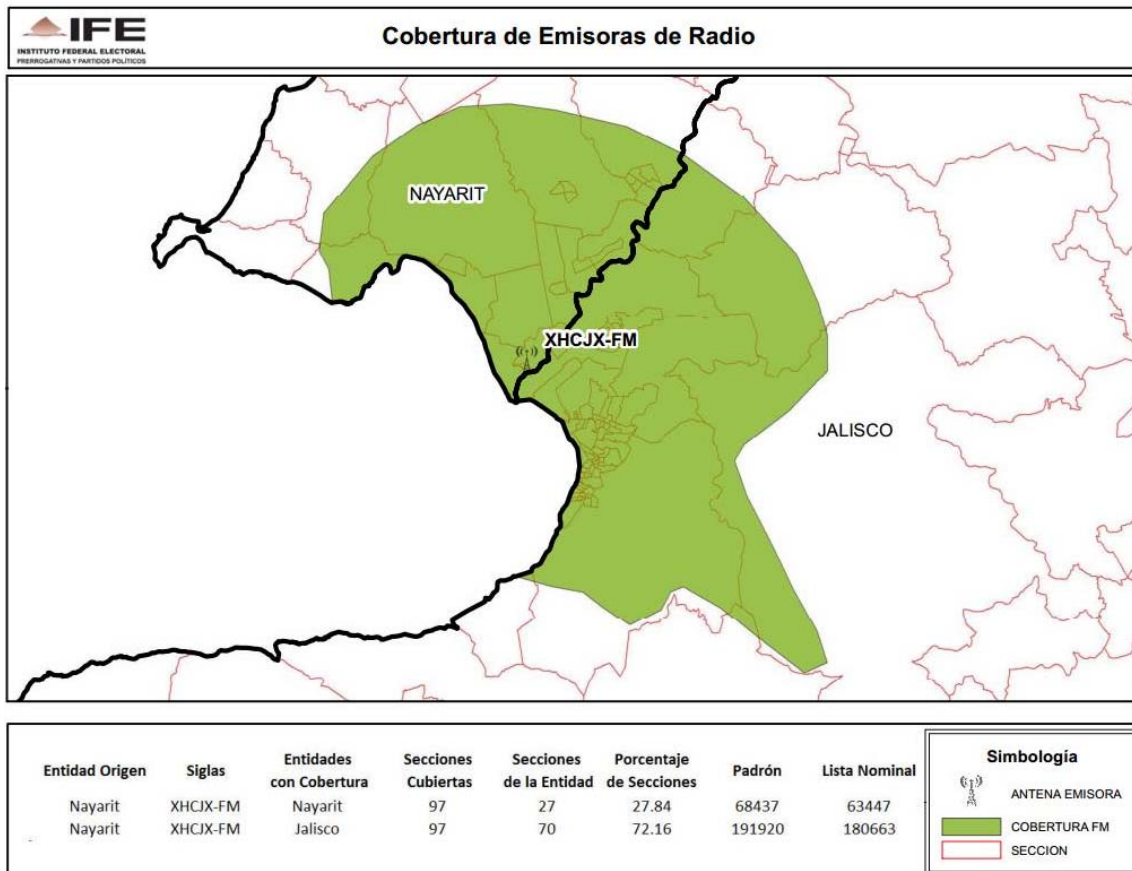 IFE
INSTITUTO FEDERAL ELECTORAL
PRERROGATIVAS Y PARTIDOS POLÍTICOS
Cobertura de Emisoras de Radio
NAYARIT
XHCJX-FM
JALISCO
Entidad Origen Siglas Entidades con Cobertura Secciones Cubiertas Secciones de la Entidad Porcentaje de Secciones Padrón Lista Nominal
Nayarit XHCJX-FM Nayarit 97 27 27.84 68437 63447
Nayarit XHCJX-FM Jalisco 97 70 72.16 191920 180663
Simbología
ANTENA EMISORA
COBERTURA FM
SECCION